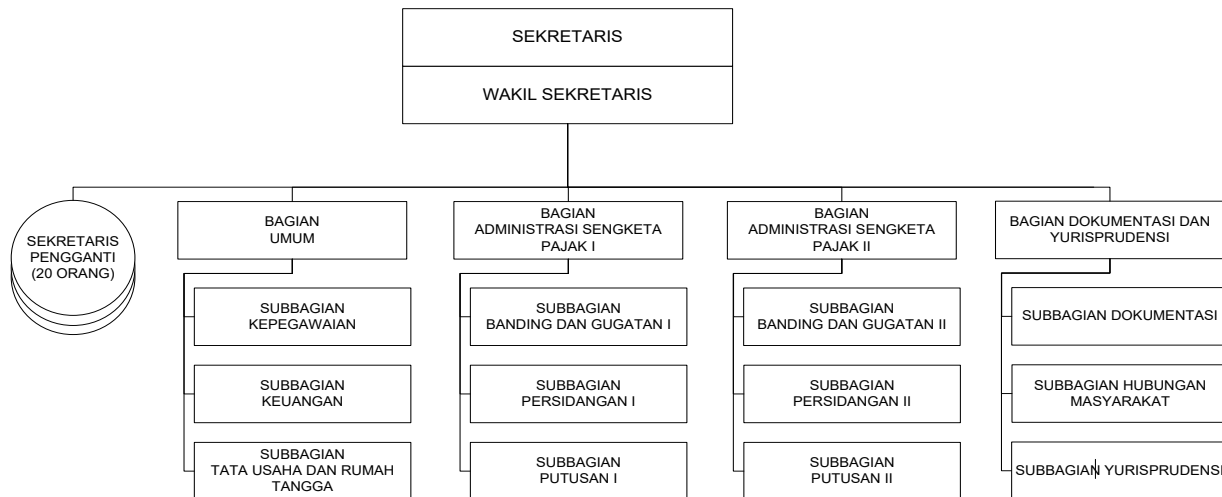 SEKRETARIS
WAKIL SEKRETARIS
SEKRETARIS
PENGGANTI
(20 ORANG)
BAGIAN
UMUM
SUBBAGIAN
KEPEGAWAIAN
SUBBAGIAN
KEUANGAN
SUBBAGIAN
TATA USAHA DAN RUMAH
TANGGA
BAGIAN
ADMINISTRASI SENGKETA
PAJAK I
SUBBAGIAN
BANDING DAN GUGATAN I
SUBBAGIAN
PERSIDANGAN I
SUBBAGIAN
PUTUSAN I
BAGIAN
ADMINISTRASI SENGKETA
PAJAK II
SUBBAGIAN
BANDING DAN GUGATAN II
SUBBAGIAN
PERSIDANGAN II
SUBBAGIAN
PUTUSAN II
BAGIAN DOKUMENTASI DAN
YURISPRUDENSI
SUBBAGIAN DOKUMENTASI
SUBBAGIAN HUBUNGAN
MASYARAKAT
SUBBAGIAN YURISPRUDENSI